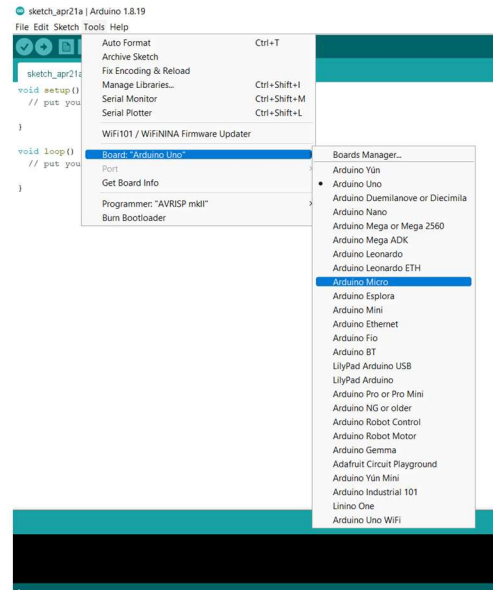 sketch_apr21a | Arduino 1.8.19
File Edit Sketch Tools Help
sketch_apr21a
void setup()
// put you
}
void loop()
// put you
}
Auto Format Ctrl+T
Archive Sketch
Fix Encoding & Reload
Manage Libraries... Ctrl+Shift+I
Serial Monitor Ctrl+Shift+M
Serial Plotter Ctrl+Shift+L
WiFi101 / WiFiNINA Firmware Updater
Board: "Arduino Uno"
Port
Get Board Info
Programmer: "AVRISP mkII"
Burn Bootloader
Boards Manager...
Arduino Yún
Arduino Uno
Arduino Duemilanove or Diecimila
Arduino Nano
Arduino Mega or Mega 2560
Arduino Mega ADK
Arduino Leonardo
Arduino Leonardo ETH
Arduino Micro
Arduino Esplora
Arduino Mini
Arduino Ethernet
Arduino Fio
Arduino BT
LilyPad Arduino USB
LilyPad Arduino
Arduino Pro or Pro Mini
Arduino NG or older
Arduino Robot Control
Arduino Robot Motor
Arduino Gemma
Adafruit Circuit Playground
Arduino Yún Mini
Arduino Industrial 101
Linino One
Arduino Uno WiFi